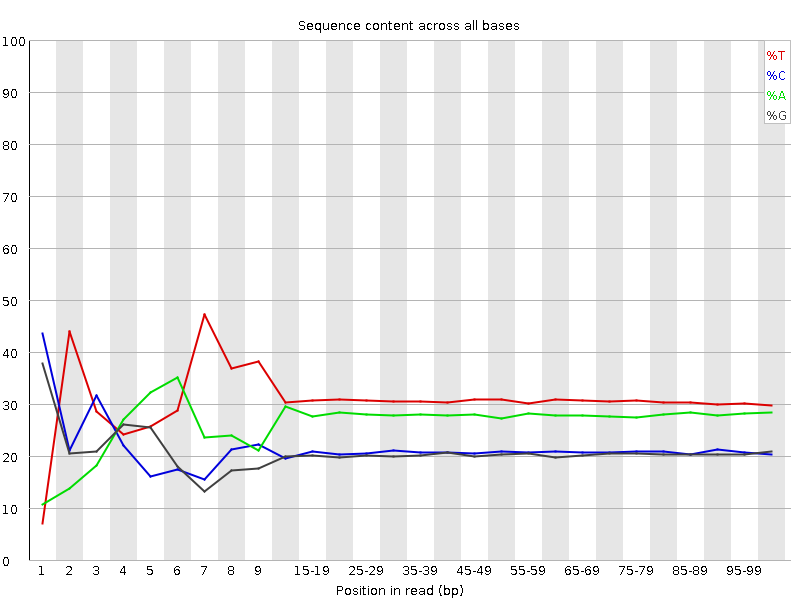 Sequence content across all bases
100
90
80
70
60
50
40
30
20
10
0
%T
%C
%A
%G
1 2 3 4 5 6 7 8 9 15-19 25-29 35-39 45-49 55-59 65-69 75-79 85-89 95-99
Position in read (bp)